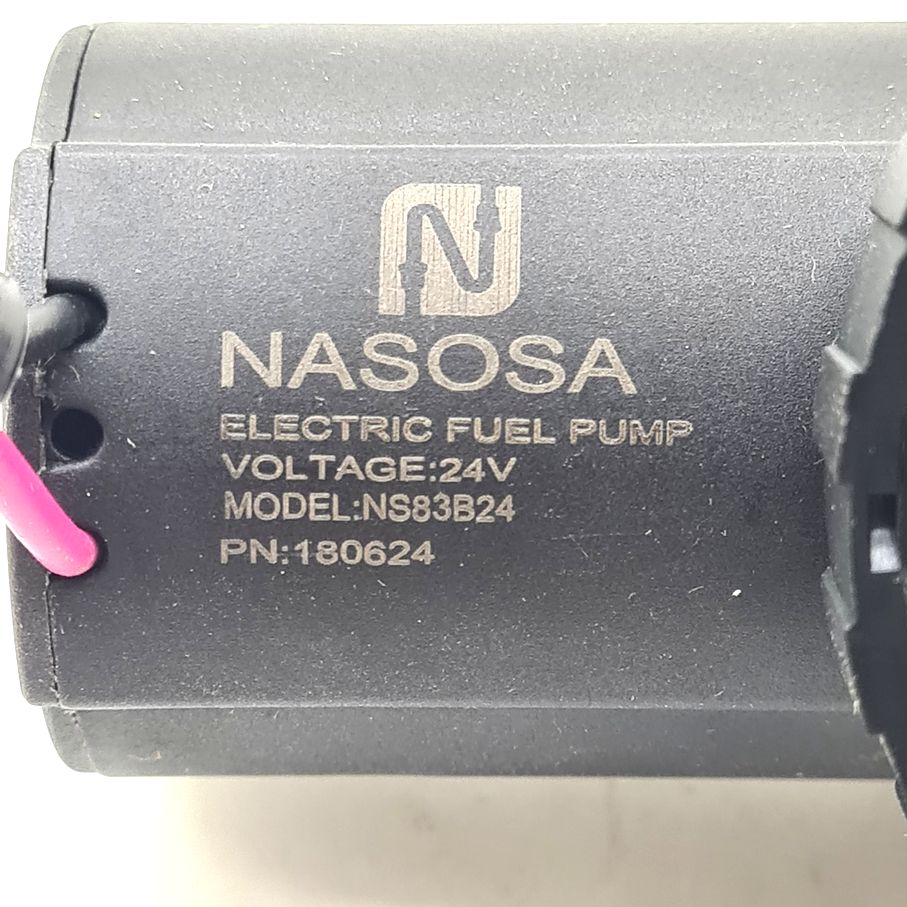 NASOSA
ELECTRIC FUEL PUMP
VOLTAGE:24V
MODEL:NS83B24
PN:180624